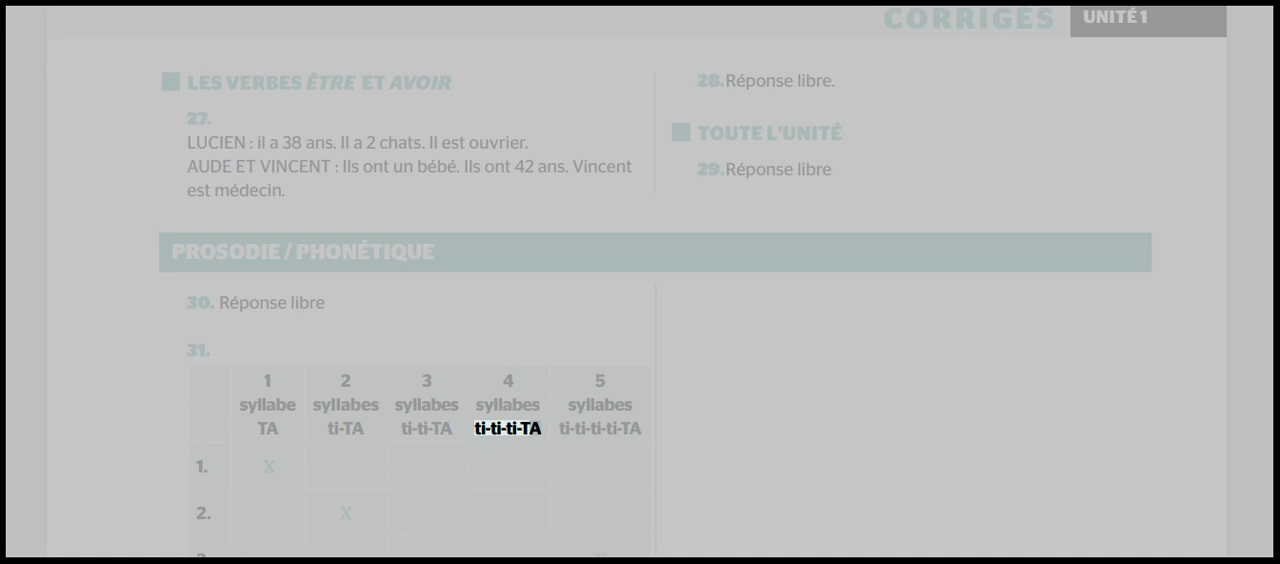 CORRIGÉS UNITÉ 1
LES VERBES ÊTRE ET AVOIR
27.
LUCIEN : il a 38 ans. Il a 2 chats. Il est ouvrier.
AUDE ET VINCENT : Ils ont un bébé. Ils ont 42 ans. Vincent
est médecin.
28. Réponse libre.
TOUTE L'UNITÉ
29. Réponse libre
PROSODIE / PHONÉTIQUE
30. Réponse libre
31.
1 2 3 4 5
syllabe syllabes syllabes syllabes syllabes
TA ti-TA ti-ti-TA ti-ti-ti-TA ti-ti-ti-ti-TA
1. X
2. X